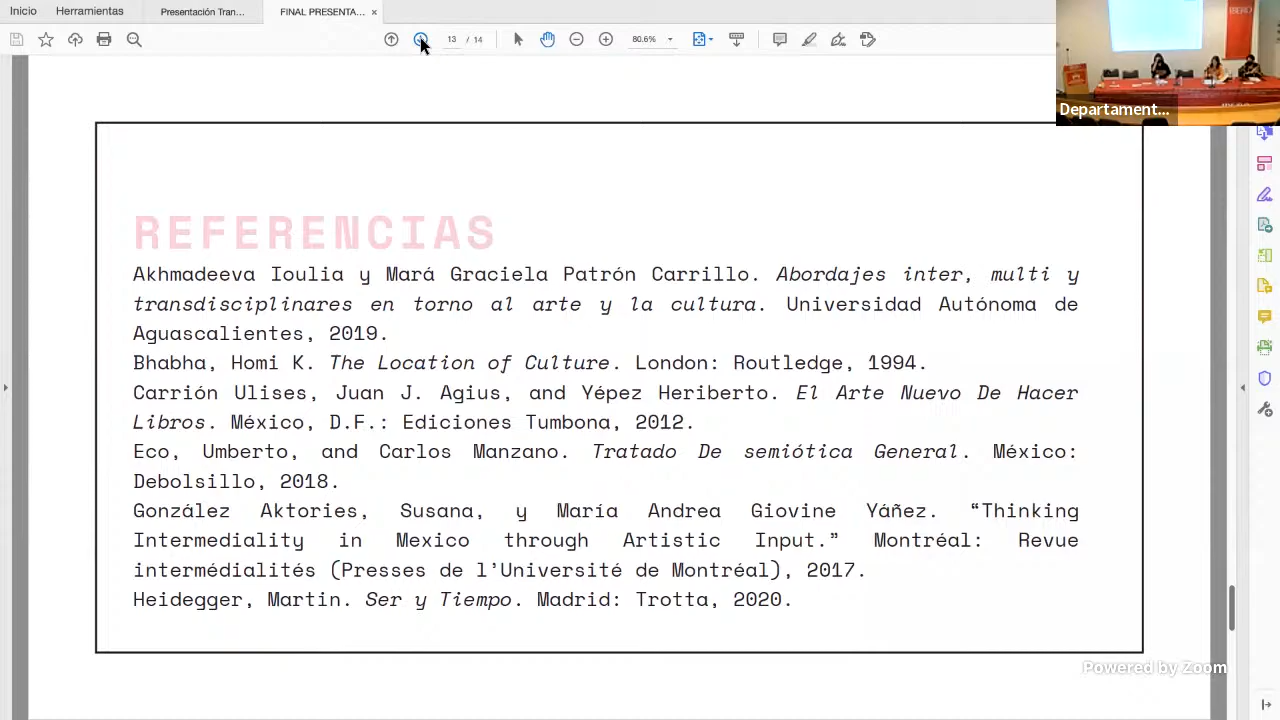 Inicio Herramientas Presentación Tran... FINAL PRESENTA... ×
13 / 14 80.6%
Departament...
REFERENCIAS
Akhmadeeva Ioulia y Mará Graciela Patrón Carrillo. Abordajes inter, multi y
transdisciplinares en torno al arte y la cultura. Universidad Autónoma de
Aguascalientes, 2019.
Bhabha, Homi K. The Location of Culture. London: Routledge, 1994.
Carrión Ulises, Juan J. Agius, and Yépez Heriberto. El Arte Nuevo De Hacer
Libros. México, D.F.: Ediciones Tumbona, 2012.
Eco, Umberto, and Carlos Manzano. Tratado De semiótica General. México:
Debolsillo, 2018.
González Aktories, Susana, y María Andrea Giovine Yáñez. “Thinking
Intermediality in Mexico through Artistic Input.” Montréal: Revue
intermédialités (Presses de l’Université de Montréal), 2017.
Heidegger, Martin. Ser y Tiempo. Madrid: Trotta, 2020.
Powered by Zoom